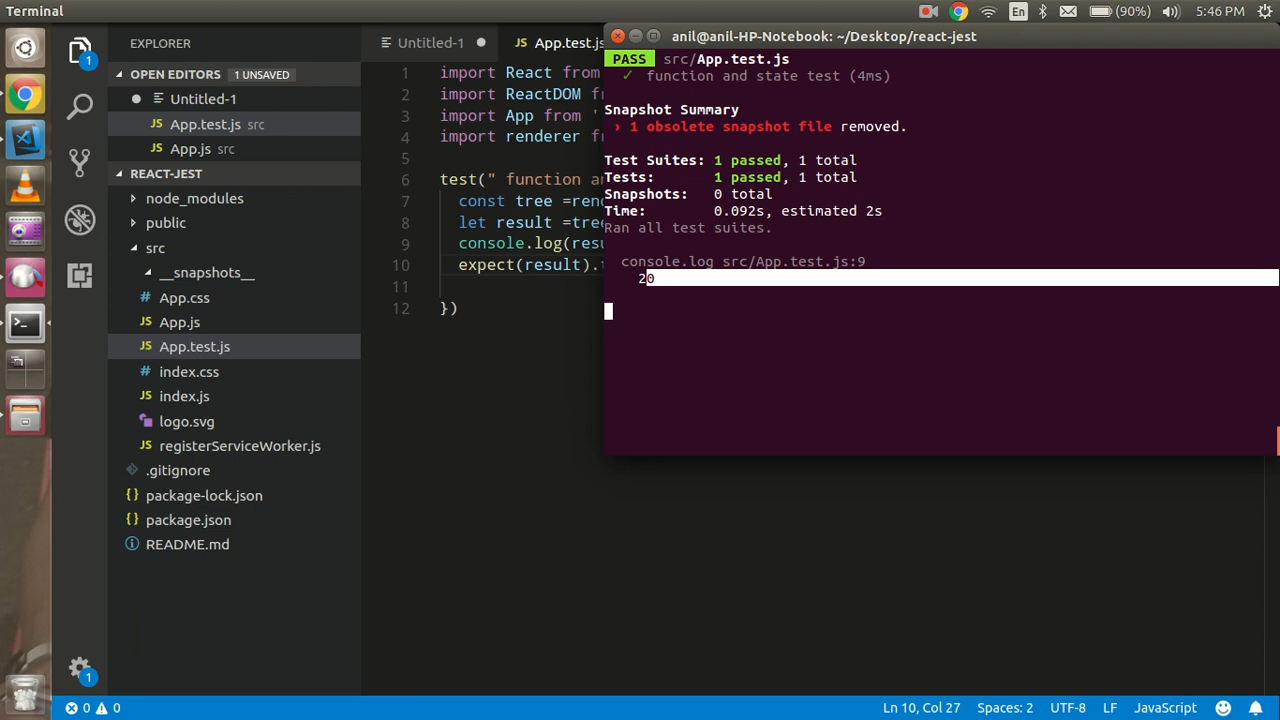 Terminal
En
(90%)
5:46 PM
EXPLORER
OPEN EDITORS 1 UNSAVED
Untitled-1
App.test.js src
App.js src
REACT-JEST
node_modules
public
src
__snapshots__
App.css
App.js
App.test.js
index.css
index.js
logo.svg
registerServiceWorker.js
.gitignore
package-lock.json
package.json
README.md
1
1
Untitled-1
App.test.js
1 import React from
2 import ReactDOM
3 import App from '
4 import renderer
5
6 test(" function
7 const tree =
8 let result =
9 console.log(
10 expect(result).
11
12 })
anil@anil-HP-Notebook: ~/Desktop/react-jest
PASS src/App.test.js
✓ function and state test (4ms)
Snapshot Summary
› 1 obsolete snapshot file removed.
Test Suites: 1 passed, 1 total
Tests: 1 passed, 1 total
Snapshots: 0 total
Time: 0.092s, estimated 2s
Ran all test suites.
console.log src/App.test.js:9
20
0 0
Ln 10, Col 27
Spaces: 2
UTF-8
LF
JavaScript